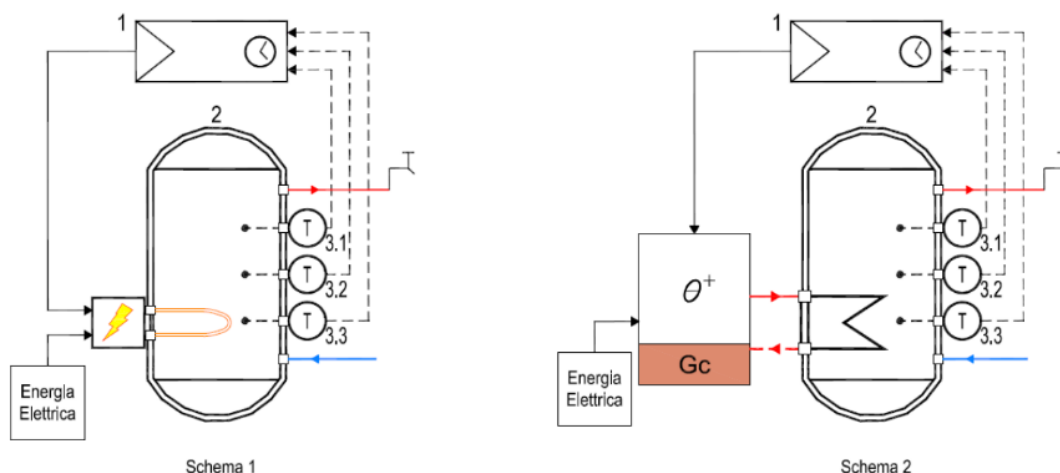 1
2
T
3.1
T
3.2
T
3.3
Energia
Elettrica
Schema 1
1
2
T
3.1
T
3.2
T
3.3
θ+
Gc
Energia
Elettrica
Schema 2